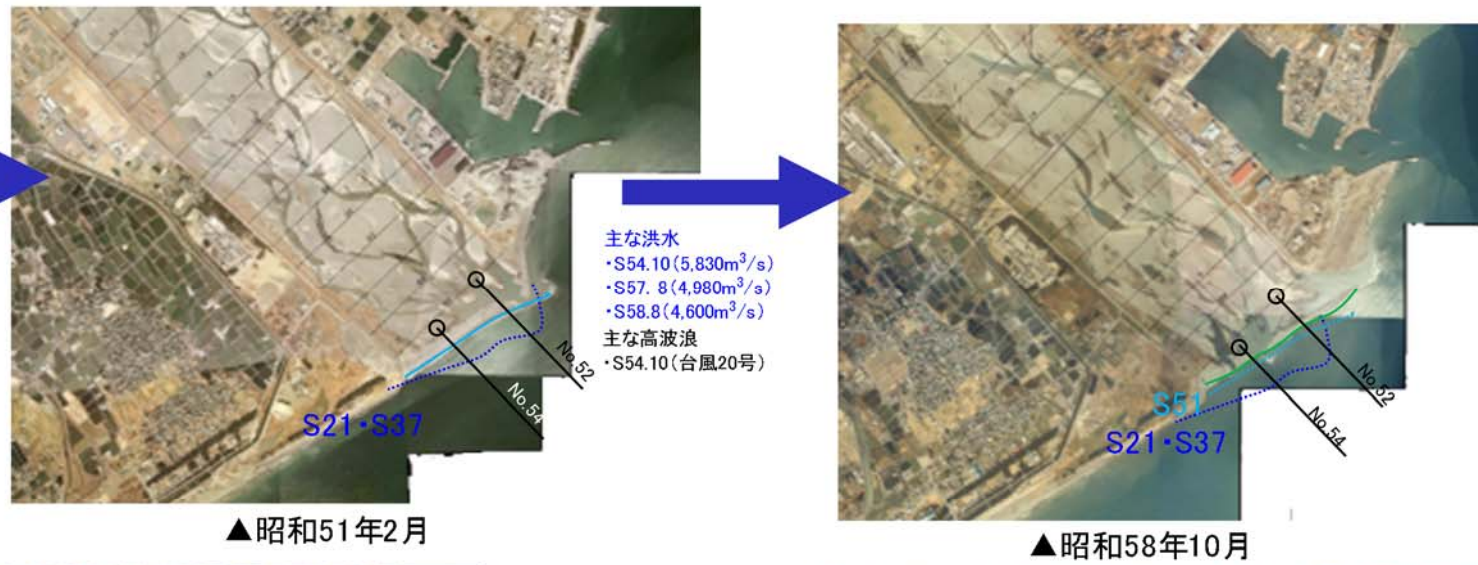 No.52
No.54
S21・S37
▲昭和51年2月
主な洪水
・S54.10(5,830m³/s)
・S57. 8(4,980m³/s)
・S58.8(4,600m³/s)
主な高波浪
・S54.10(台風20号)
No.52
No.54
S51
S21・S37
▲昭和58年10月